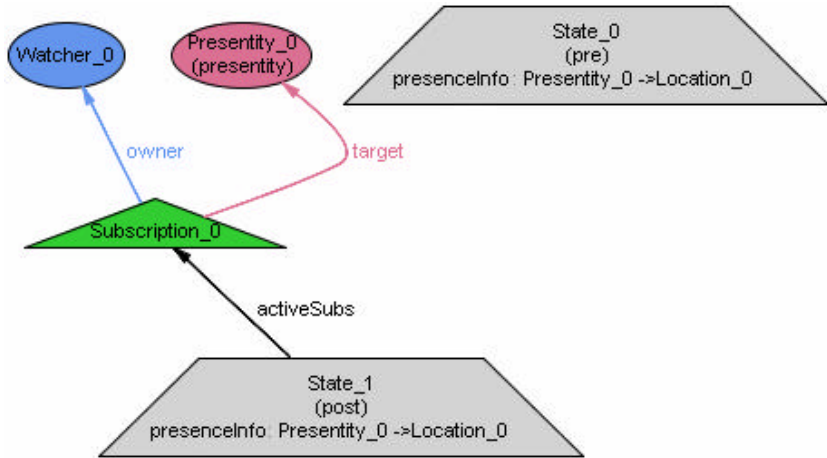 Watcher_0
Presentity_0
(presentity)
State_0
(pre)
presenceInfo: Presentity_0 ->Location_0
owner
target
Subscription_0
activeSubs
State_1
(post)
presenceInfo: Presentity_0 ->Location_0